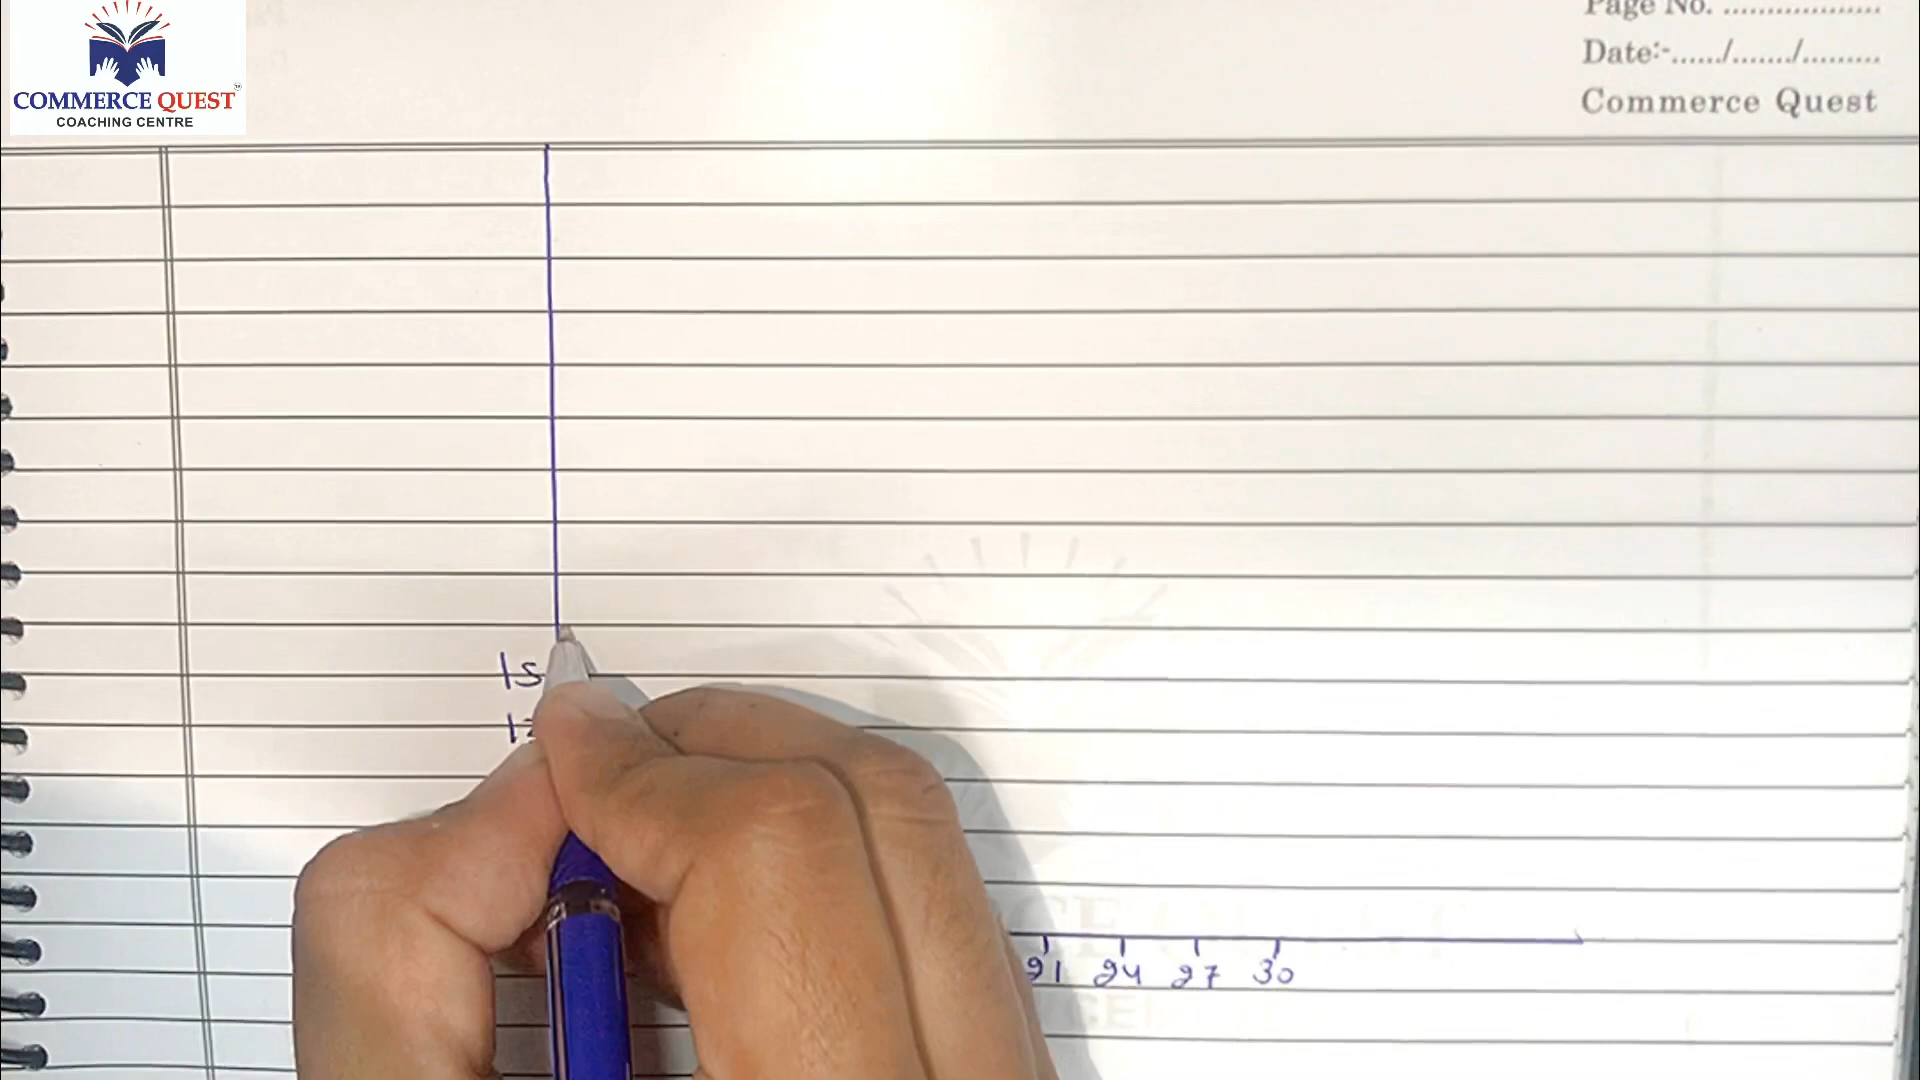 Page No. ..................
Date:-....../......./.........
Commerce Quest
COMMERCE QUEST
COACHING CENTRE
15
21 24 27 30